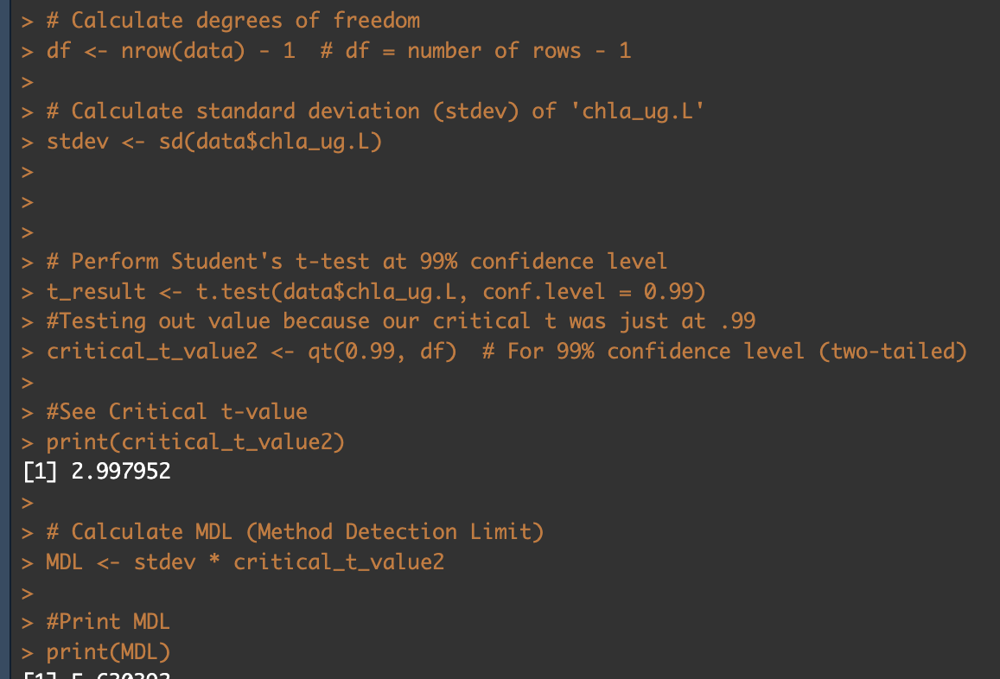 > # Calculate degrees of freedom
> df <- nrow(data) - 1  # df = number of rows - 1
>
> # Calculate standard deviation (stdev) of 'chla_ug.L'
> stdev <- sd(data$chla_ug.L)
>
>
>
> # Perform Student's t-test at 99% confidence level
> t_result <- t.test(data$chla_ug.L, conf.level = 0.99)
> #Testing out value because our critical t was just at .99
> critical_t_value2 <- qt(0.99, df)  # For 99% confidence level (two-tailed)
>
> #See Critical t-value
> print(critical_t_value2)
[1] 2.997952
>
> # Calculate MDL (Method Detection Limit)
> MDL <- stdev * critical_t_value2
>
> #Print MDL
> print(MDL)
[1]